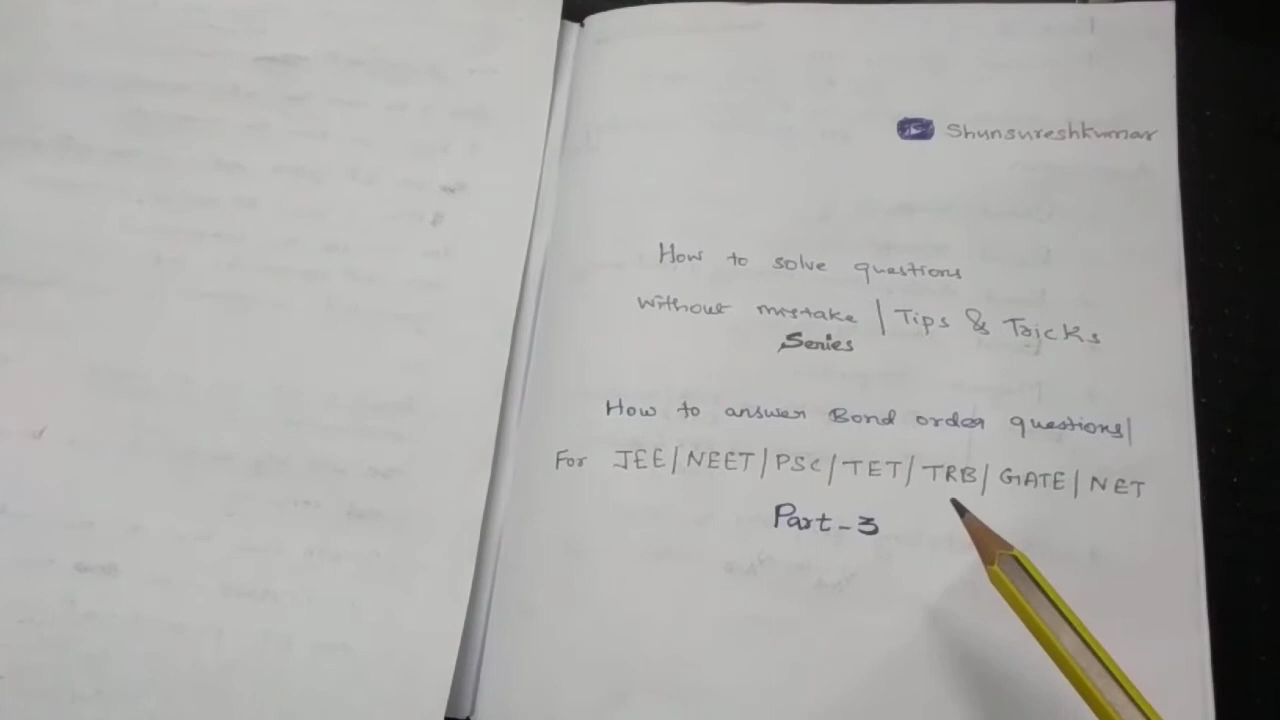 Shunsureshkumar
How to solve questions
without mistake | Tips & Tricks
Series
How to answer Bond order questions|
For JEE/NEET/PSC/TET/TRB/GATE/NET
Part-3